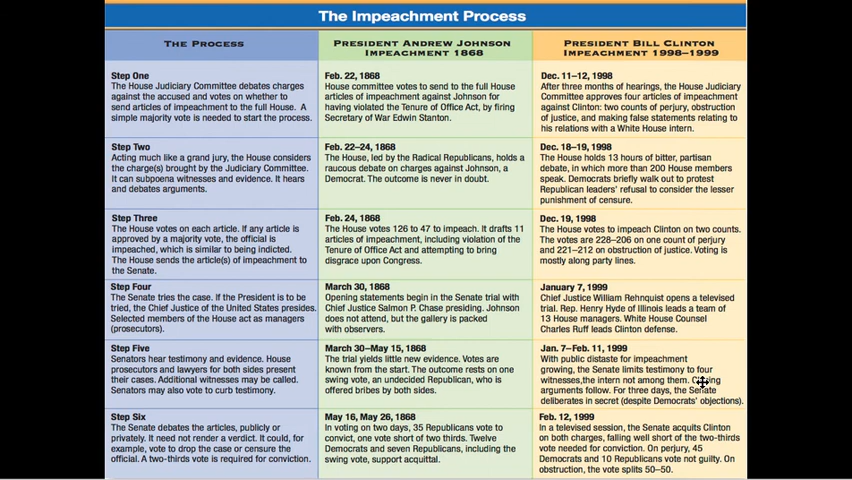 The Impeachment Process
THE PROCESS
PRESIDENT ANDREW JOHNSON
IMPEACHMENT 1868
PRESIDENT BILL CLINTON
IMPEACHMENT 1998–1999
Step One
The House Judiciary Committee debates charges
against the accused and votes on whether to
send articles of impeachment to the full House. A
simple majority vote is needed to start the process.
Feb. 22, 1868
House committee votes to send to the full House
articles of impeachment against Johnson for
having violated the Tenure of Office Act, by firing
Secretary of War Edwin Stanton.
Dec. 11–12, 1998
After three months of hearings, the House Judiciary
Committee approves four articles of impeachment
against Clinton: two counts of perjury, obstruction
of justice, and making false statements relating to
his relations with a White House intern.
Step Two
Acting much like a grand jury, the House considers
the charge(s) brought by the Judiciary Committee.
It can subpoena witnesses and evidence. It hears
and debates arguments.
Feb. 22–24, 1868
The House, led by the Radical Republicans, holds a
raucous debate on charges against Johnson, a
Democrat. The outcome is never in doubt.
Dec. 18–19, 1998
The House holds 13 hours of bitter, partisan
debate, in which more than 200 House members
speak. Democrats briefly walk out to protest
Republican leaders' refusal to consider the lesser
punishment of censure.
Step Three
The House votes on each article. If any article is
approved by a majority vote, the official is
impeached, which is similar to being indicted.
The House sends the article(s) of impeachment to
the Senate.
Feb. 24, 1868
The House votes 126 to 47 to impeach. It drafts 11
articles of impeachment, including violation of the
Tenure of Office Act and attempting to bring
disgrace upon Congress.
Dec. 19, 1998
The House votes to impeach Clinton on two counts.
The votes are 228–206 on one count of perjury
and 221–212 on obstruction of justice. Voting is
mostly along party lines.
Step Four
The Senate tries the case. If the President is to be
tried, the Chief Justice of the United States presides.
Selected members of the House act as managers
(prosecutors).
March 30, 1868
Opening statements begin in the Senate trial with
Chief Justice Salmon P. Chase presiding. Johnson
does not attend, but the gallery is packed
with observers.
January 7, 1999
Chief Justice William Rehnquist opens a televised
trial. Rep. Henry Hyde of Illinois leads a team of
13 House managers. White House Counsel
Charles Ruff leads Clinton defense.
Step Five
Senators hear testimony and evidence. House
prosecutors and lawyers for both sides present
their cases. Additional witnesses may be called.
Senators may also vote to curb testimony.
March 30–May 15, 1868
The trial yields little new evidence. Votes are
known from the start. The outcome rests on one
swing vote, an undecided Republican, who is
offered bribes by both sides.
Jan. 7–Feb. 11, 1999
With public distaste for impeachment
growing, the Senate limits testimony to four
witnesses,the intern not among them.
arguments follow. For three days, the Senate
deliberates in secret (despite Democrats' objections).
Step Six
The Senate debates the articles, publicly or
privately. It need not render a verdict. It could, for
example, vote to drop the case or censure the
official. A two-thirds vote is required for conviction.
May 16, May 26, 1868
In voting on two days, 35 Republicans vote to
convict, one vote short of two thirds. Twelve
Democrats and seven Republicans, including the
swing vote, support acquittal.
Feb. 12, 1999
In a televised session, the Senate acquits Clinton
on both charges, falling well short of the two-thirds
vote needed for conviction. On perjury, 45
Democrats and 10 Republicans vote not guilty. On
obstruction, the vote splits 50–50.